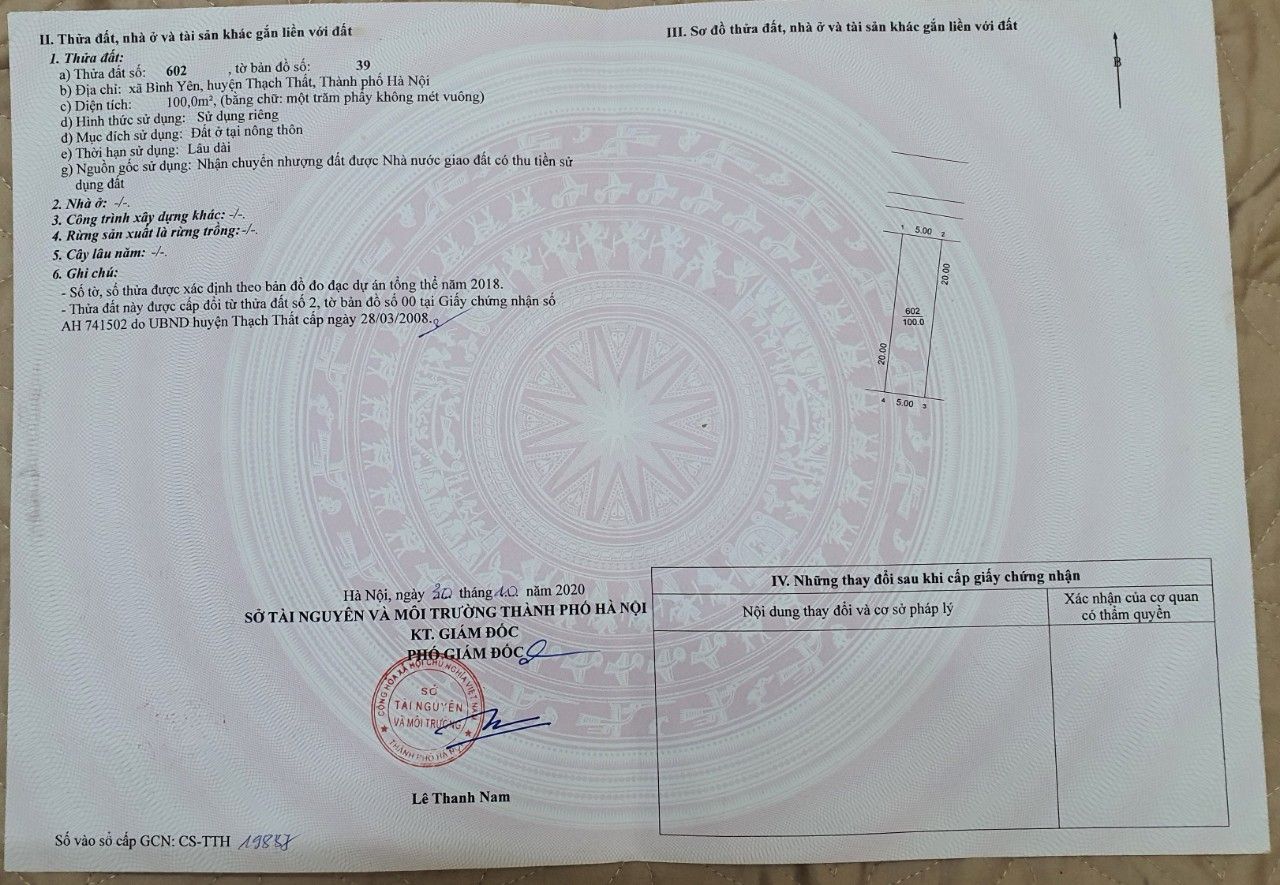 II. Thửa đất, nhà ở và tài sản khác gắn liền với đất
1. Thửa đất:
a) Thửa đất số: 602 , tờ bản đồ số: 39
b) Địa chỉ: xã Bình Yên, huyện Thạch Thất, Thành phố Hà Nội
c) Diện tích: 100,0m², (bằng chữ: một trăm phẩy không mét vuông)
d) Hình thức sử dụng: Sử dụng riêng
đ) Mục đích sử dụng: Đất ở tại nông thôn
e) Thời hạn sử dụng: Lâu dài
g) Nguồn gốc sử dụng: Nhận chuyển nhượng đất được Nhà nước giao đất có thu tiền sử
dụng đất
2. Nhà ở: -/-.
3. Công trình xây dựng khác: -/-.
4. Rừng sản xuất là rừng trồng:-/-.
5. Cây lâu năm: -/-.
6. Ghi chú:
- Số tờ, số thửa được xác định theo bản đồ đo đạc dự án tổng thể năm 2018.
- Thửa đất này được cấp đổi từ thửa đất số 2, tờ bản đồ số 00 tại Giấy chứng nhận số
AH 741502 do UBND huyện Thạch Thất cấp ngày 28/03/2008.
Hà Nội, ngày 30 tháng 10 năm 2020
SỞ TÀI NGUYÊN VÀ MÔI TRƯỜNG THÀNH PHỐ HÀ NỘI
KT. GIÁM ĐỐC
PHÓ GIÁM ĐỐC
CỘNG HÒA XÃ HỘI CHỦ NGHĨA VIỆT NAM
SỞ
TÀI NGUYÊN
VÀ MÔI TRƯỜNG
THÀNH PHỐ HÀ NỘI
Lê Thanh Nam
Số vào sổ cấp GCN: CS-TTH
III. Sơ đồ thửa đất, nhà ở và tài sản khác gắn liền với đất
B
1 5.00 2
20.00
602
100.0
20.00
4 5.00 3
IV. Những thay đổi sau khi cấp giấy chứng nhận
Nội dung thay đổi và cơ sở pháp lý
Xác nhận của cơ quan
có thẩm quyền